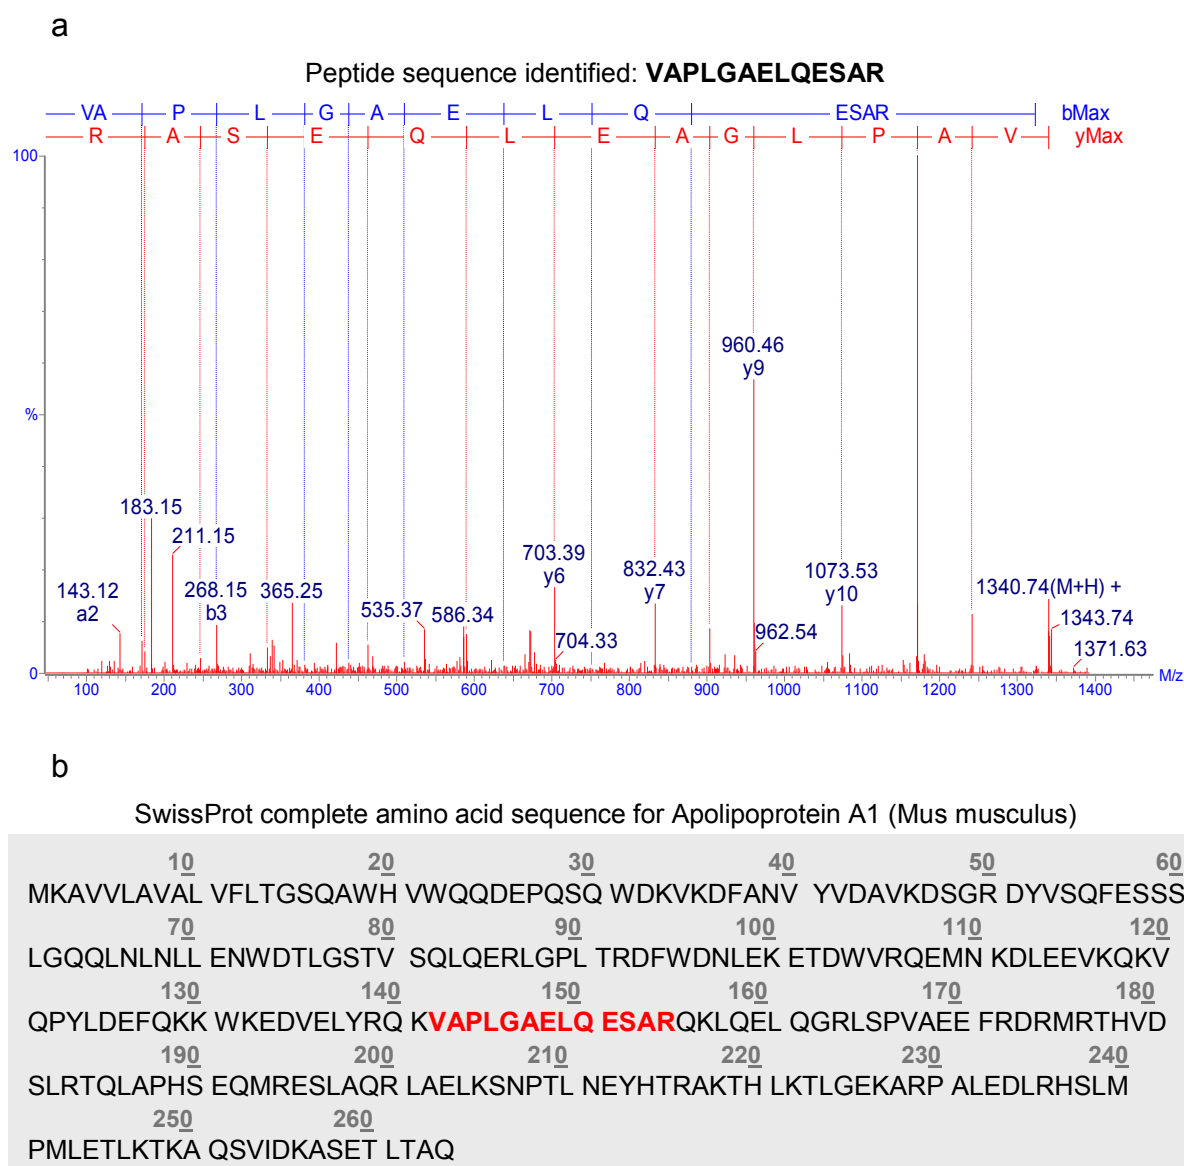 a
Peptide sequence identified: VAPLGAELQESAR
VA P L G A E L Q ESAR bMax
R A S E Q L E A G L P A V yMax
100
%
0
960.46
y9
183.15
211.15
143.12
a2
268.15
b3
365.25
535.37
586.34
703.39
y6
704.33
832.43
y7
962.54
1073.53
y10
1340.74(M+H) +
1343.74
1371.63
100 200 300 400 500 600 700 800 900 1000 1100 1200 1300 1400 M/z
b
SwissProt complete amino acid sequence for Apolipoprotein A1 (Mus musculus)
10 20 30 40 50 60
MKAVVLAVAL VFLTGSQAWH VWQQDEPQSQ WDKVKDFANV YVDAVKDSGR DYVSQFESSS
70 80 90 100 110 120
LGQQLNLNLL ENWDTLGSTV SQLQERLGPL TRDFWDNLEK ETDWVRQEMN KDLEEVKQKV
130 140 150 160 170 180
QPYLDEFQKK WKEDVELYRQ KVAPLGAELQ ESARQKLQEL QGRLSPVAEE FRDRMRTHVD
190 200 210 220 230 240
SLRTQLAPHS EQMRESLAQR LAELKSNPTL NEYHTRAKTH LKTLGEKARP ALEDLRHSLM
250 260
PMLETLKTKA QSVIDKASET LTAQ